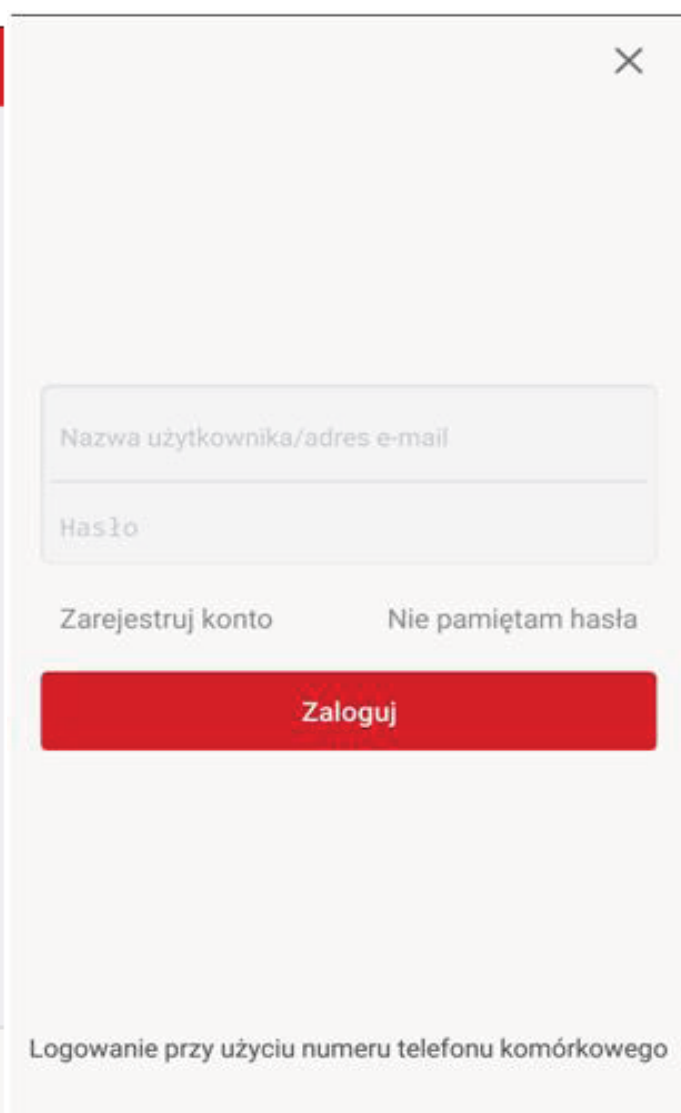 Nazwa użytkownika/adres e-mail
Hasło
Zarejestruj konto
Nie pamiętam hasła
Zaloguj
Logowanie przy użyciu numeru telefonu komórkowego